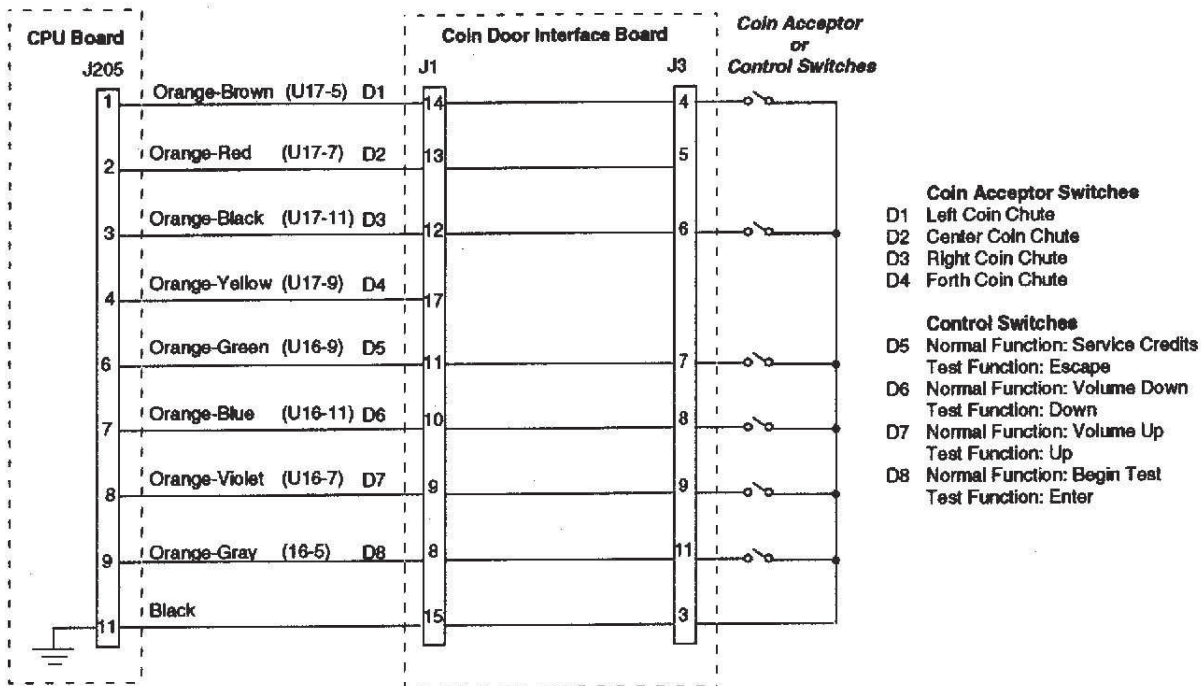 CPU Board
J205
Coin Door Interface Board
J1
J3
Coin Acceptor
or
Control Switches
1 Orange-Brown (U17-5) D1 14 4
2 Orange-Red (U17-7) D2 13 5
3 Orange-Black (U17-11) D3 12 6
4 Orange-Yellow (U17-9) D4 17
6 Orange-Green (U16-9) D5 11 7
7 Orange-Blue (U16-11) D6 10 8
8 Orange-Violet (U16-7) D7 9 9
9 Orange-Gray (16-5) D8 8 11
11 Black 15 3
Coin Acceptor Switches
D1 Left Coin Chute
D2 Center Coin Chute
D3 Right Coin Chute
D4 Forth Coin Chute
Control Switches
D5 Normal Function: Service Credits
Test Function: Escape
D6 Normal Function: Volume Down
Test Function: Down
D7 Normal Function: Volume Up
Test Function: Up
D8 Normal Function: Begin Test
Test Function: Enter